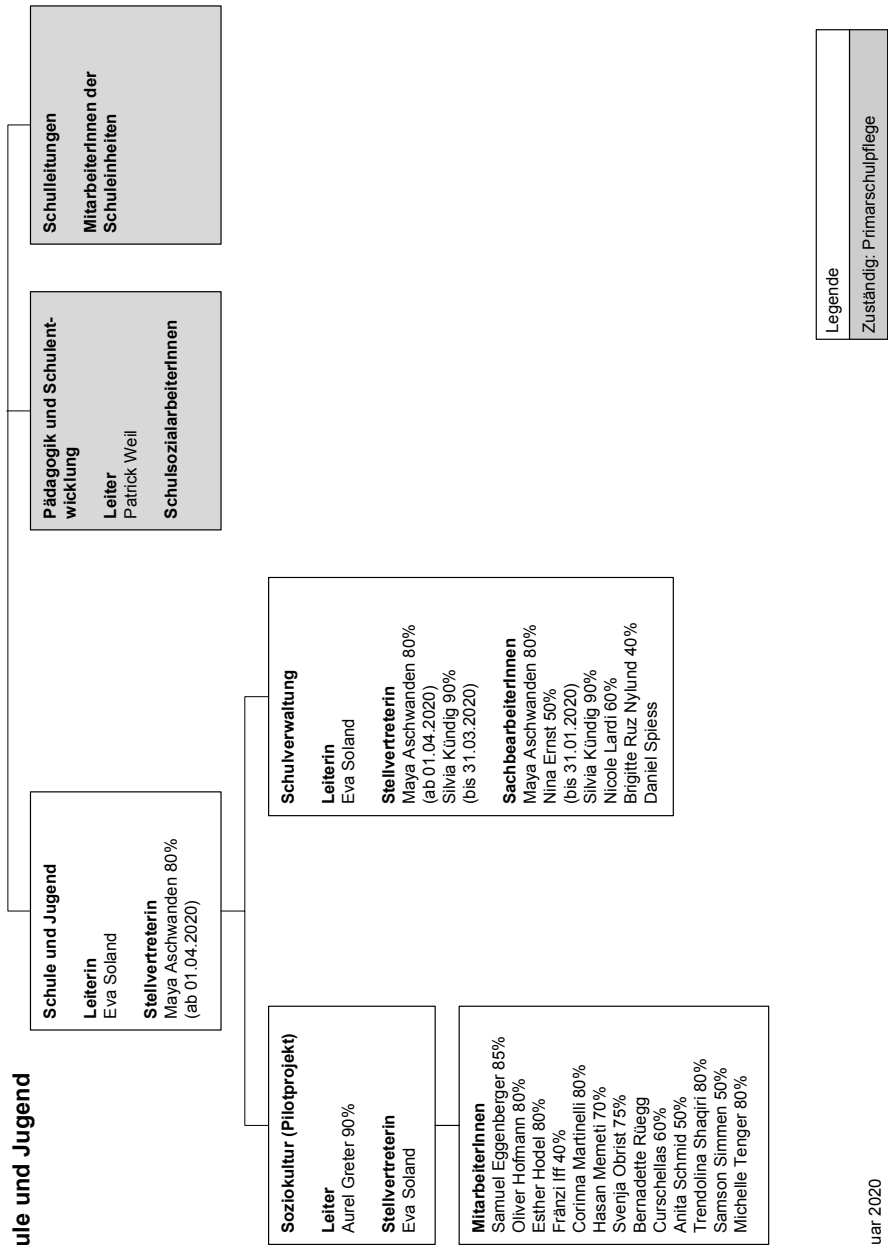 ule und Jugend
Schule und Jugend
Leiterin
Eva Soland
Stellvertreterin
Maya Aschwanden 80%
(ab 01.04.2020)
Pädagogik und Schulent-
wicklung
Leiter
Patrick Weil
SchulsozialarbeiterInnen
Schulleitungen
MitarbeiterInnen der
Schuleinheiten
Soziokultur (Pilotprojekt)
Leiter
Aurel Greter 90%
Stellvertreterin
Eva Soland
Schulverwaltung
Leiterin
Eva Soland
Stellvertreterin
Maya Aschwanden 80%
(ab 01.04.2020)
Silvia Kündig 90%
(bis 31.03.2020)
SachbearbeiterInnen
Maya Aschwanden 80%
Nina Ernst 50%
(bis 31.01.2020)
Silvia Kündig 90%
Nicole Lardi 60%
Brigitte Ruz Nylund 40%
Daniel Spiess
MitarbeiterInnen
Samuel Eggenberger 85%
Oliver Hofmann 80%
Esther Hodel 80%
Fränzi Iff 40%
Corinna Martinelli 80%
Hasan Memeti 70%
Svenja Obrist 75%
Bernadette Rüegg
Curschellas 60%
Anita Schmid 50%
Trendolina Shaqiri 80%
Samson Simmen 50%
Michelle Tenger 80%
Legende
Zuständig: Primarschulpflege
uar 2020